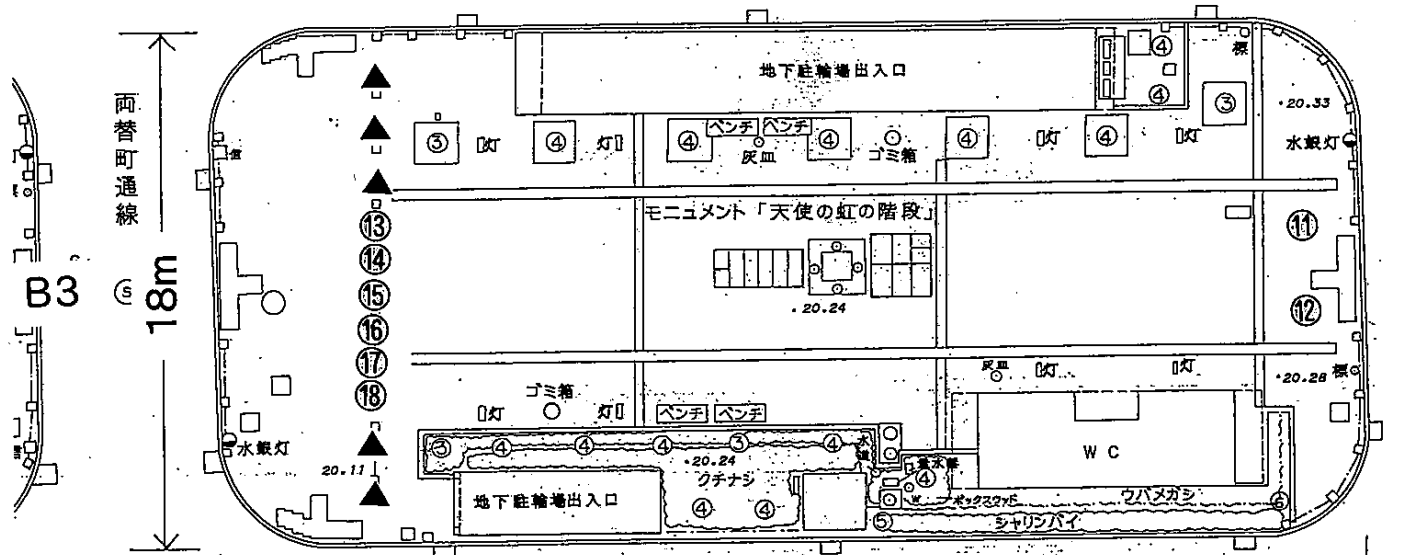 両替町通線
18m
B3
S
信
水銀灯
20.11
⑬
⑭
⑮
⑯
⑰
⑱
地下駐輪場出入口
④
④
標
③
20.33
③
灯
④
灯
④
ベンチ
ベンチ
④
灰皿
ゴミ箱
④
灯
④
灯
水銀灯
モニュメント「天使の虹の階段」
20.24
⑪
⑫
灰皿
灯
灯
20.28
標
灯
ゴミ箱
灯
ベンチ
ベンチ
③
④
④
④
③
④
水道
20.24
クチナシ
④
④
地下駐輪場出入口
WC
量水器
④
W
ボックスウッド
ウバメガシ
⑥
⑤
シャリンバイ